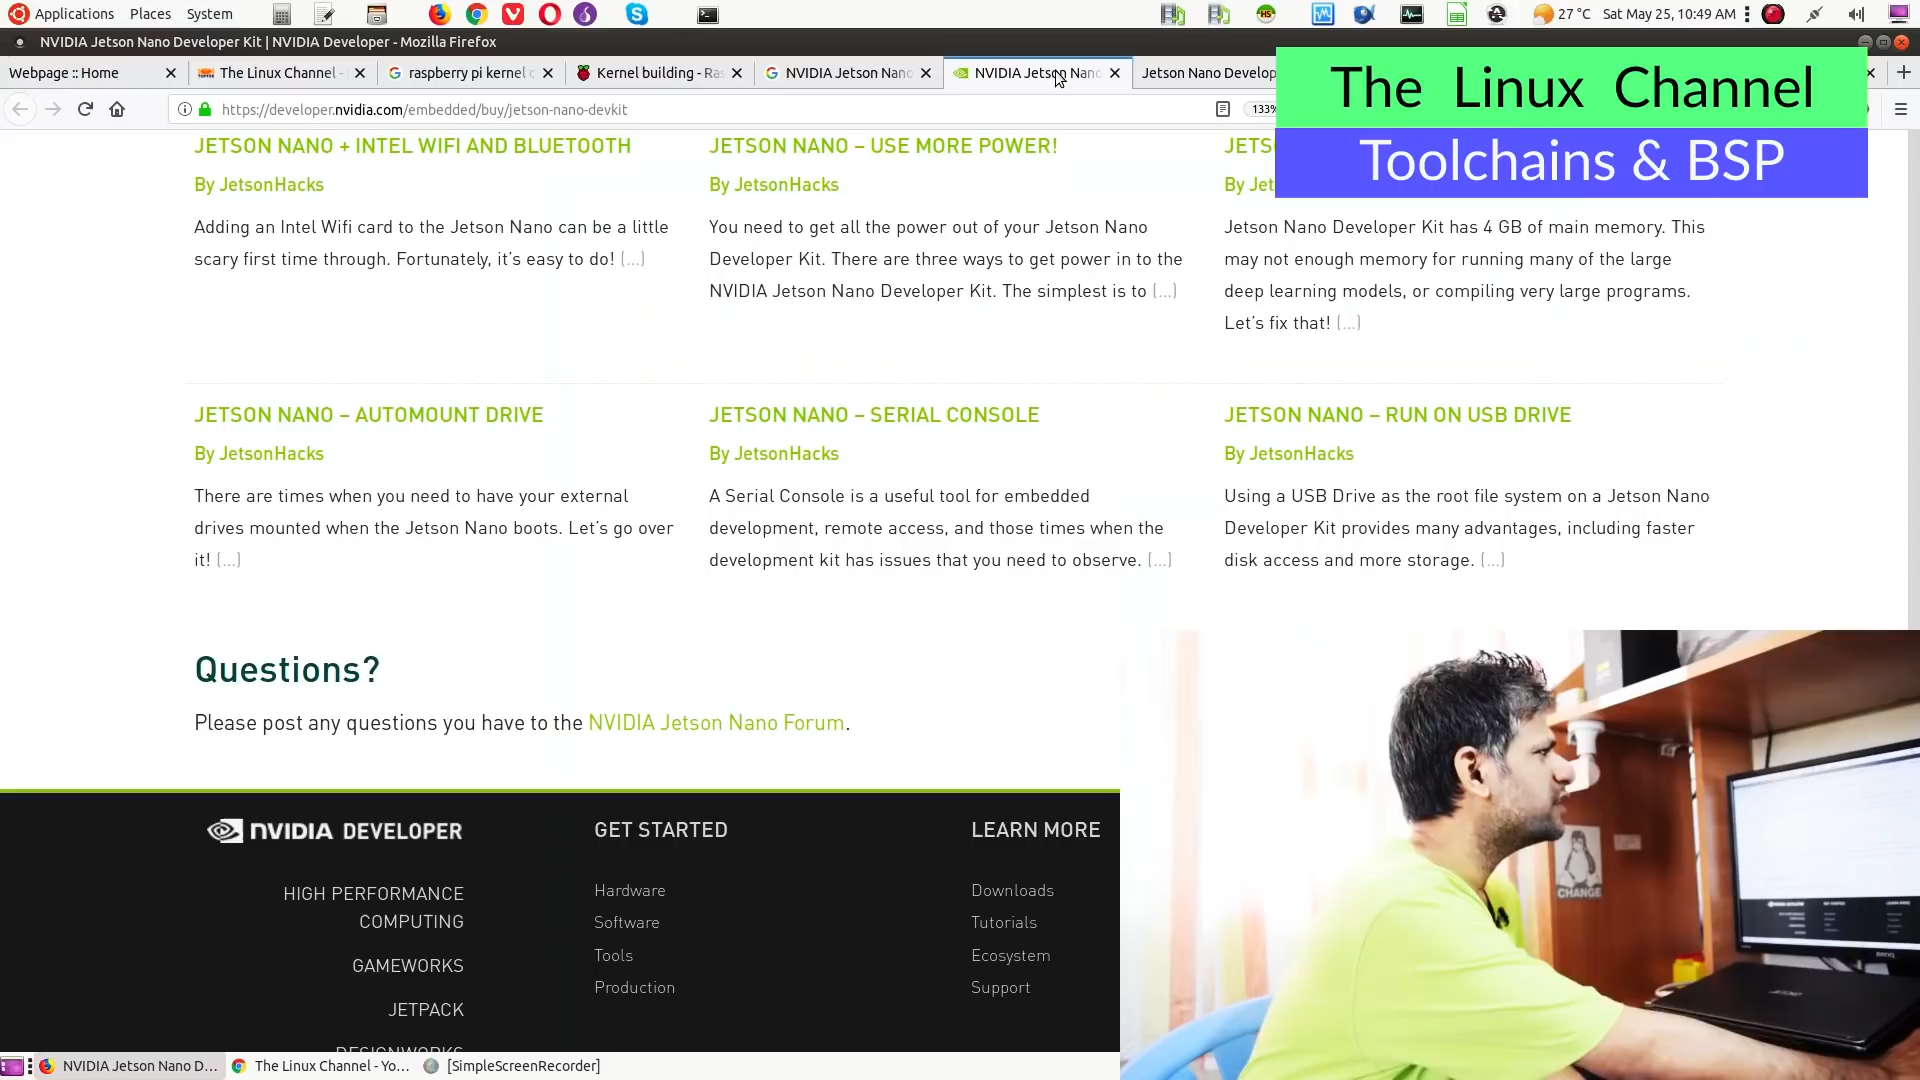 Applications Places System
27 °C Sat May 25, 10:49 AM
NVIDIA Jetson Nano Developer Kit | NVIDIA Developer - Mozilla Firefox
Webpage :: Home
The Linux Channel -
raspberry pi kernel
Kernel building - Ras
NVIDIA Jetson Nano
NVIDIA Jetson Nano
Jetson Nano Develop
https://developer.nvidia.com/embedded/buy/jetson-nano-devkit
133%
The Linux Channel
Toolchains & BSP
JETSON NANO + INTEL WIFI AND BLUETOOTH
By JetsonHacks
Adding an Intel Wifi card to the Jetson Nano can be a little
scary first time through. Fortunately, it's easy to do! (...)
JETSON NANO – USE MORE POWER!
By JetsonHacks
You need to get all the power out of your Jetson Nano
Developer Kit. There are three ways to get power in to the
NVIDIA Jetson Nano Developer Kit. The simplest is to (...)
JETS
By Jet
Jetson Nano Developer Kit has 4 GB of main memory. This
may not enough memory for running many of the large
deep learning models, or compiling very large programs.
Let's fix that! (...)
JETSON NANO – AUTOMOUNT DRIVE
By JetsonHacks
There are times when you need to have your external
drives mounted when the Jetson Nano boots. Let's go over
it! (...)
JETSON NANO – SERIAL CONSOLE
By JetsonHacks
A Serial Console is a useful tool for embedded
development, remote access, and those times when the
development kit has issues that you need to observe. (...)
JETSON NANO – RUN ON USB DRIVE
By JetsonHacks
Using a USB Drive as the root file system on a Jetson Nano
Developer Kit provides many advantages, including faster
disk access and more storage. (...)
Questions?
Please post any questions you have to the NVIDIA Jetson Nano Forum.
NVIDIA DEVELOPER
HIGH PERFORMANCE
COMPUTING
GAMEWORKS
JETPACK
DESIGNWORKS
GET STARTED
Hardware
Software
Tools
Production
LEARN MORE
Downloads
Tutorials
Ecosystem
Support
CHANGE
BenQ
NVIDIA Jetson Nano D...
The Linux Channel - Yo...
[SimpleScreenRecorder]